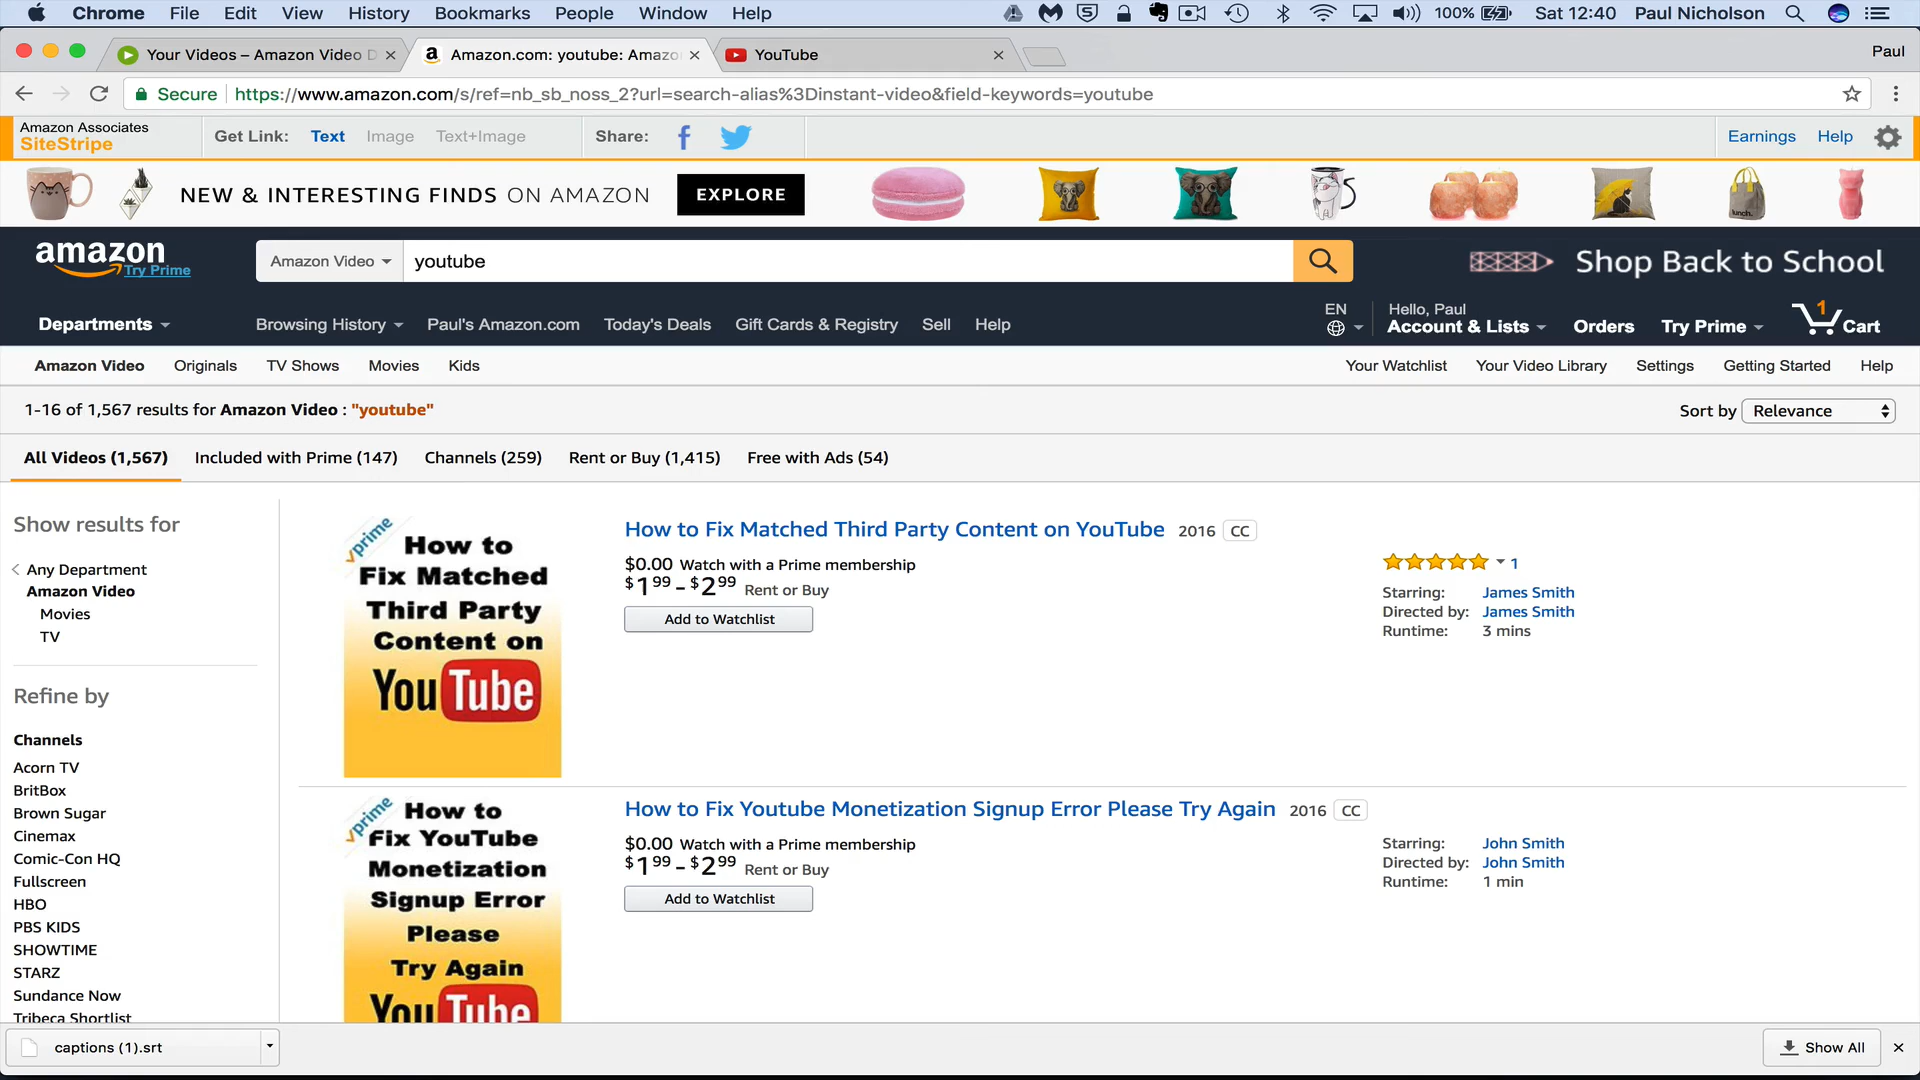 Chrome File Edit View History Bookmarks People Window Help 100% Sat 12:40 Paul Nicholson
Your Videos – Amazon Video D Amazon.com: youtube: Amazo YouTube Paul
Secure https://www.amazon.com/s/ref=nb_sb_noss_2?url=search-alias%3Dinstant-video&field-keywords=youtube
Amazon Associates
SiteStripe
Get Link: Text Image Text+Image Share: Earnings Help
NEW & INTERESTING FINDS ON AMAZON EXPLORE
lunch.
amazon
Try Prime
Amazon Video youtube Shop Back to School
EN Hello, Paul 1
Departments Browsing History Paul's Amazon.com Today's Deals Gift Cards & Registry Sell Help Account & Lists Orders Try Prime Cart
Amazon Video Originals TV Shows Movies Kids Your Watchlist Your Video Library Settings Getting Started Help
1-16 of 1,567 results for Amazon Video : "youtube" Sort by Relevance
All Videos (1,567) Included with Prime (147) Channels (259) Rent or Buy (1,415) Free with Ads (54)
Show results for
Any Department
Amazon Video
Movies
TV
Refine by
Channels
Acorn TV
BritBox
Brown Sugar
Cinemax
Comic-Con HQ
Fullscreen
HBO
PBS KIDS
SHOWTIME
STARZ
Sundance Now
Tribeca Shortlist
prime
How to
Fix Matched
Third Party
Content on
YouTube
How to Fix Matched Third Party Content on YouTube 2016 CC
$0.00 Watch with a Prime membership
$1.99 - $2.99 Rent or Buy
Add to Watchlist
1
Starring: James Smith
Directed by: James Smith
Runtime: 3 mins
prime
How to
Fix YouTube
Monetization
Signup Error
Please
Try Again
YouTube
How to Fix Youtube Monetization Signup Error Please Try Again 2016 CC
$0.00 Watch with a Prime membership
$1.99 - $2.99 Rent or Buy
Add to Watchlist
Starring: John Smith
Directed by: John Smith
Runtime: 1 min
captions (1).srt Show All